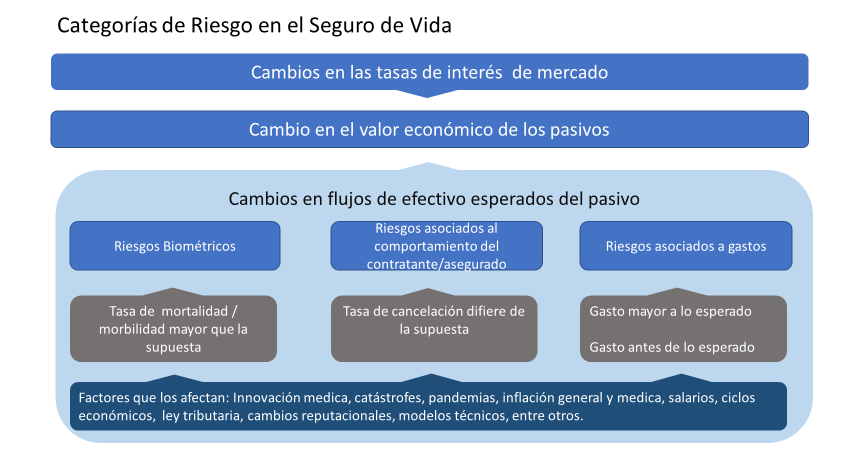 Categorías de Riesgo en el Seguro de Vida
Cambios en las tasas de interés de mercado
Cambio en el valor económico de los pasivos
Cambios en flujos de efectivo esperados del pasivo
Riesgos Biométricos
Riesgos asociados al
comportamiento del
contratante/asegurado
Riesgos asociados a gastos
Tasa de mortalidad /
morbilidad mayor que la
supuesta
Tasa de cancelación difiere de
la supuesta
Gasto mayor a lo esperado
Gasto antes de lo esperado
Factores que los afectan: Innovación medica, catástrofes, pandemias, inflación general y medica, salarios, ciclos
económicos, ley tributaria, cambios reputacionales, modelos técnicos, entre otros.